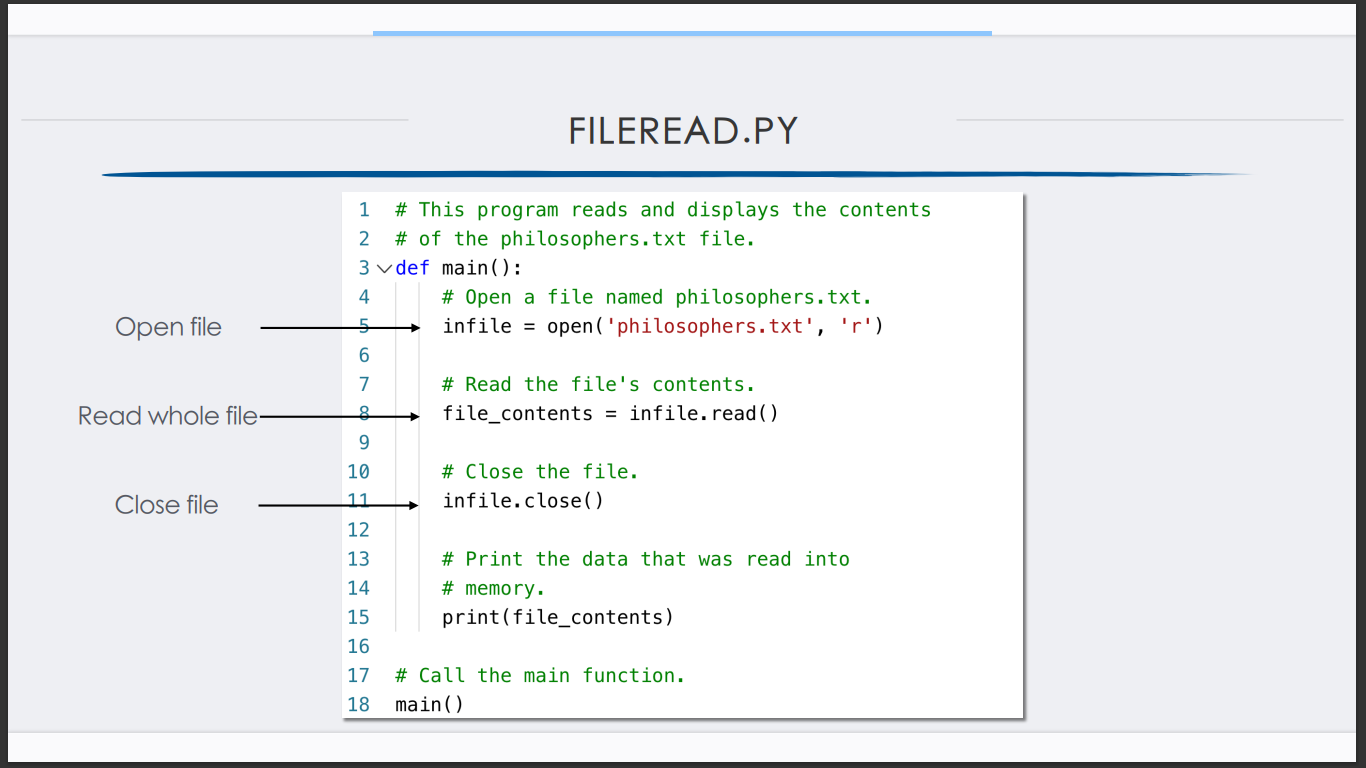 FILEREAD.PY
1 # This program reads and displays the contents
2 # of the philosophers.txt file.
3 def main():
4     # Open a file named philosophers.txt.
Open file
5     infile = open('philosophers.txt', 'r')
6
7     # Read the file's contents.
Read whole file
8     file_contents = infile.read()
9
10     # Close the file.
Close file
11     infile.close()
12
13     # Print the data that was read into
14     # memory.
15     print(file_contents)
16
17 # Call the main function.
18 main()